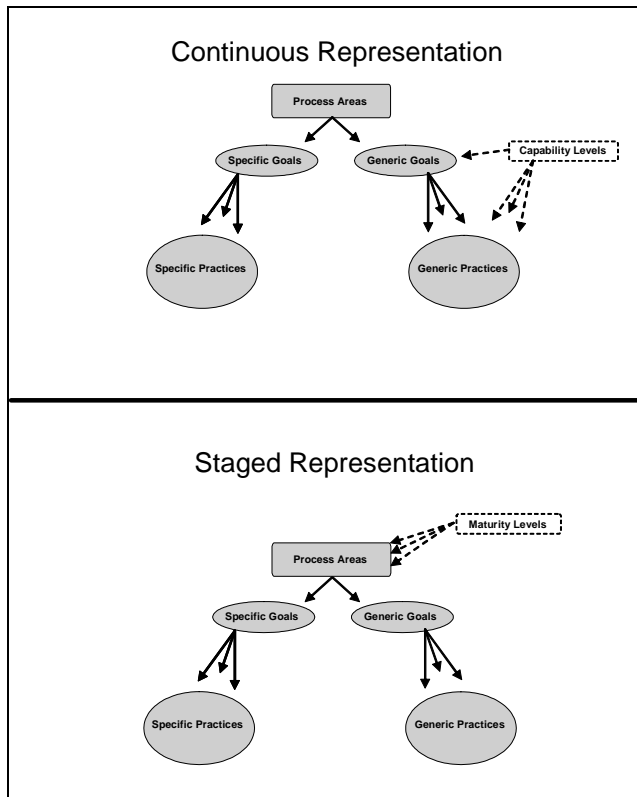 Continuous Representation
Process Areas
Specific Goals
Generic Goals
Capability Levels
Specific Practices
Generic Practices
Staged Representation
Maturity Levels
Process Areas
Specific Goals
Generic Goals
Specific Practices
Generic Practices